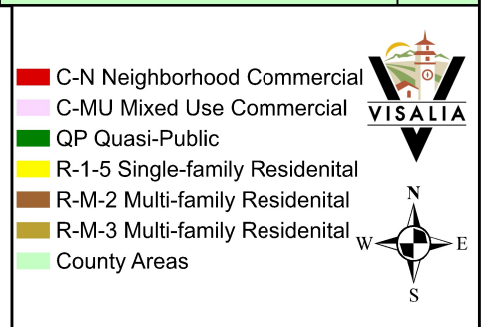 C-N Neighborhood Commercial
C-MU Mixed Use Commercial
QP Quasi-Public
R-1-5 Single-family Residenital
R-M-2 Multi-family Residenital
R-M-3 Multi-family Residenital
County Areas
VISALIA
N
W E
S